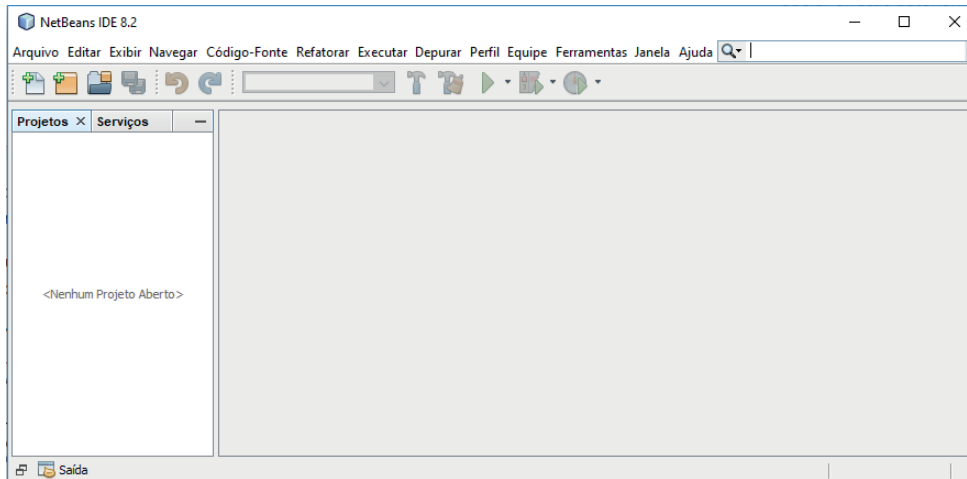 NetBeans IDE 8.2
Arquivo Editar Exibir Navegar Código-Fonte Refatorar Executar Depurar Perfil Equipe Ferramentas Janela Ajuda
Projetos Serviços
<Nenhum Projeto Aberto>
Saída